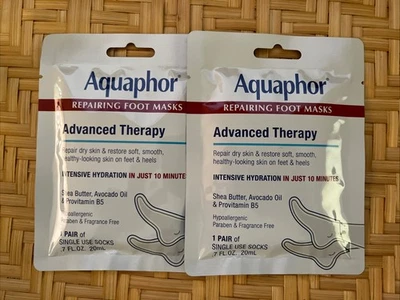 Aquaphor
REPAIRING FOOT MASKS
Advanced Therapy
Repair dry skin & restore soft, smooth,
healthy-looking skin on feet & heels
INTENSIVE HYDRATION IN JUST 10 MINUTES
Shea Butter, Avocado Oil
& Provitamin B5
Hypoallergenic
Paraben & Fragrance Free
1 PAIR of
SINGLE USE SOCKS
.7 FL.OZ. 20mL
Aquaphor
REPAIRING FOOT MASKS
Advanced Therapy
Repair dry skin & restore soft, smooth,
healthy-looking skin on feet & heels
INTENSIVE HYDRATION IN JUST 10 MINUTES
Shea Butter, Avocado Oil
& Provitamin B5
Hypoallergenic
Paraben & Fragrance Free
1 PAIR of
SINGLE USE SOCKS
.7 FL.OZ. 20mL